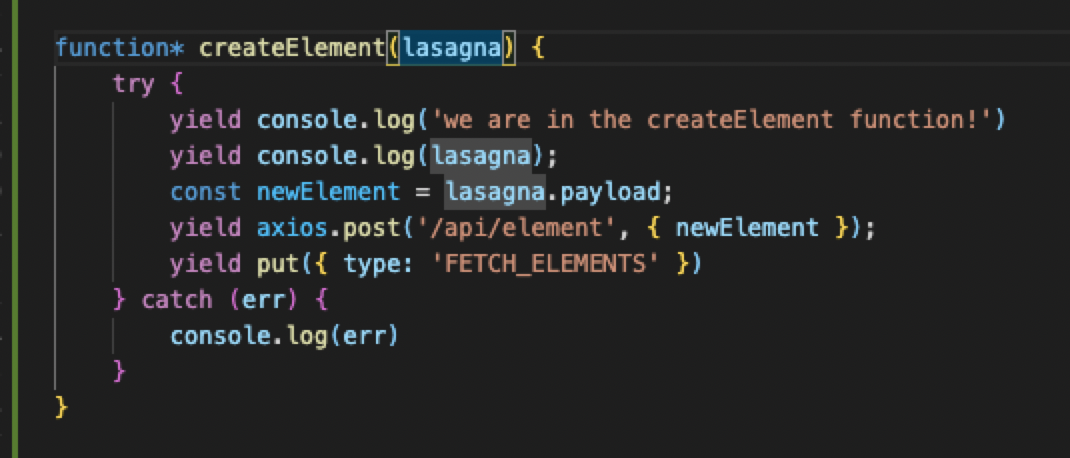 function* createElement(lasagna) {
try {
yield console.log('we are in the createElement function!')
yield console.log(lasagna);
const newElement = lasagna.payload;
yield axios.post('/api/element', { newElement });
yield put({ type: 'FETCH_ELEMENTS' })
} catch (err) {
console.log(err)
}
}